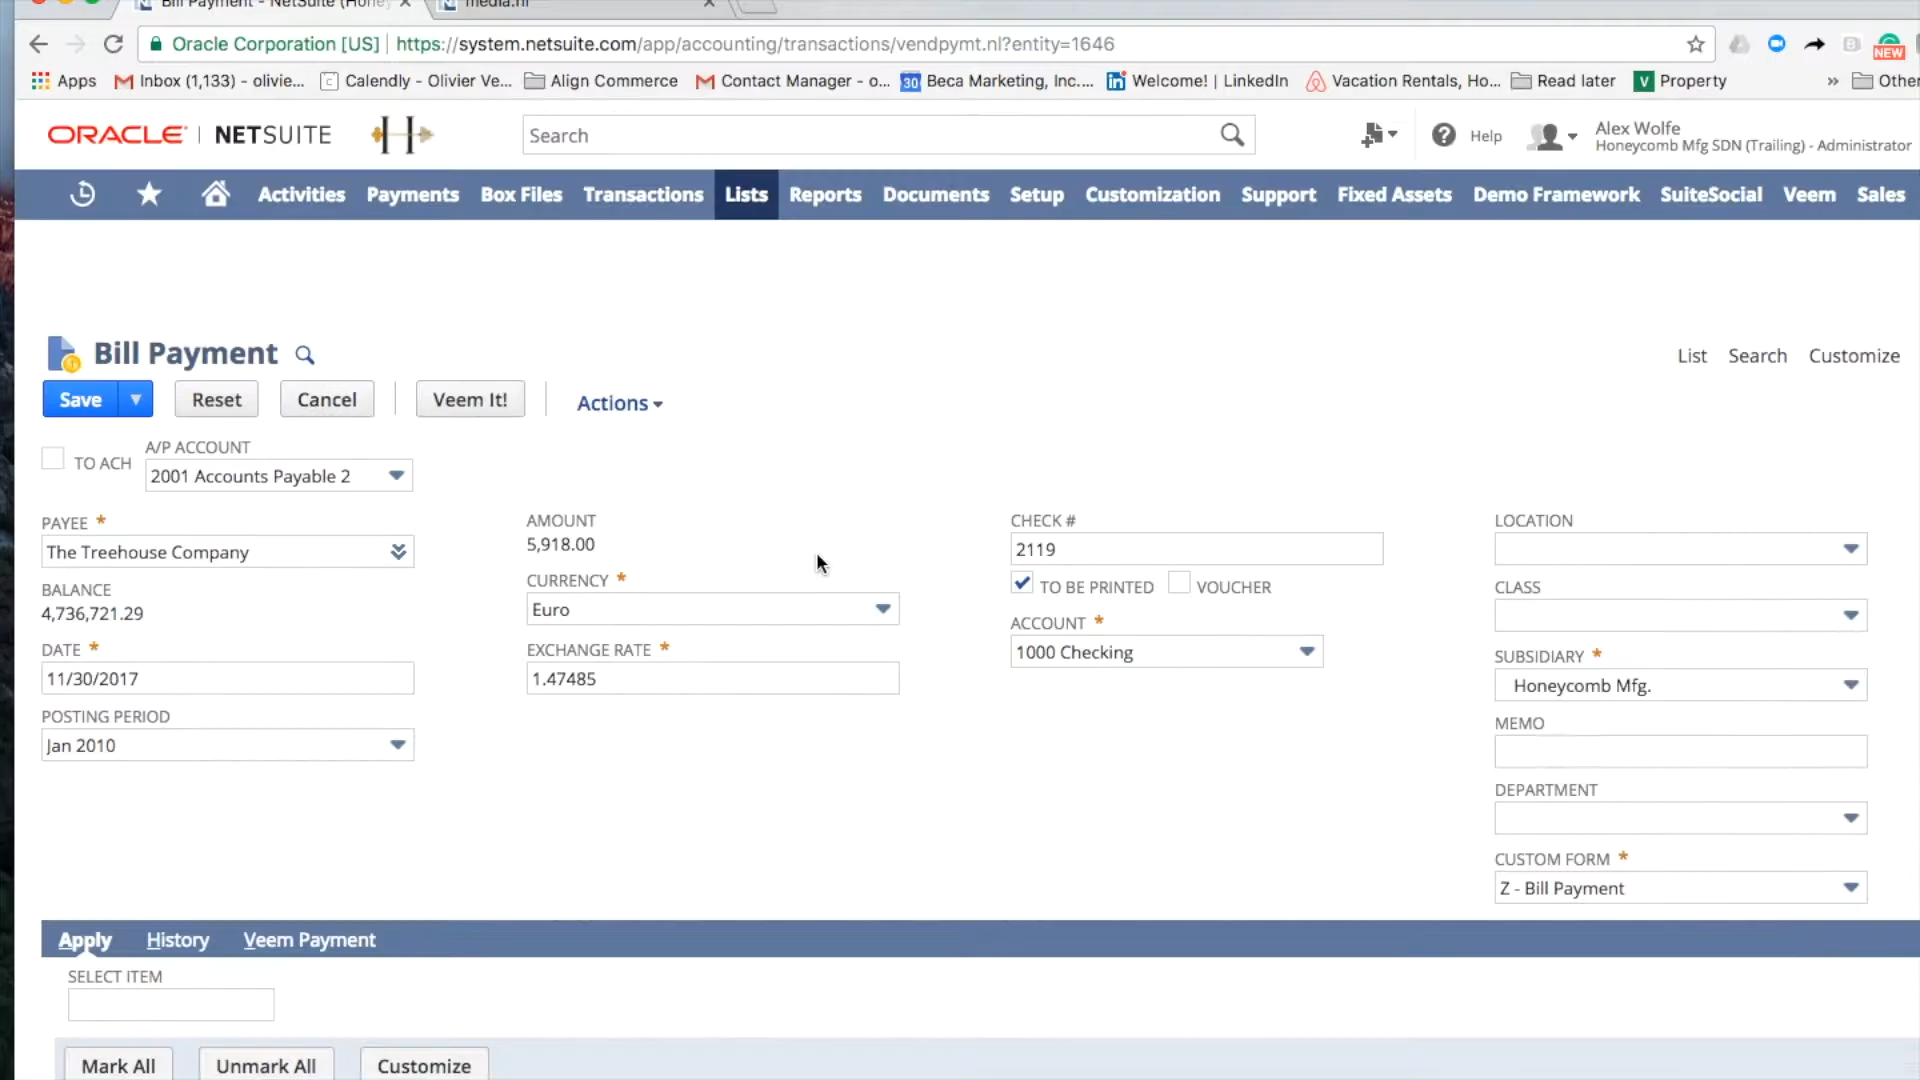 Bill Payment - NetSuite (Honey
media.nl
Oracle Corporation [US] https://system.netsuite.com/app/accounting/transactions/vendpymt.nl?entity=1646
NEW
Apps Inbox (1,133) - olivie... Calendly - Olivier Ve... Align Commerce Contact Manager - o... 30 Beca Marketing, Inc.... Welcome! | LinkedIn Vacation Rentals, Ho... Read later V Property » Other
ORACLE NETSUITE H Search Help Alex Wolfe
Honeycomb Mfg SDN (Trailing) - Administrator
Activities Payments Box Files Transactions Lists Reports Documents Setup Customization Support Fixed Assets Demo Framework SuiteSocial Veem Sales
Bill Payment List Search Customize
Save Reset Cancel Veem It! Actions
TO ACH
A/P ACCOUNT
2001 Accounts Payable 2
PAYEE *
The Treehouse Company
BALANCE
4,736,721.29
DATE *
11/30/2017
POSTING PERIOD
Jan 2010
AMOUNT
5,918.00
CURRENCY *
Euro
EXCHANGE RATE *
1.47485
CHECK #
2119
TO BE PRINTED VOUCHER
ACCOUNT *
1000 Checking
LOCATION
CLASS
SUBSIDIARY *
Honeycomb Mfg.
MEMO
DEPARTMENT
CUSTOM FORM *
Z - Bill Payment
Apply History Veem Payment
SELECT ITEM
Mark All Unmark All Customize